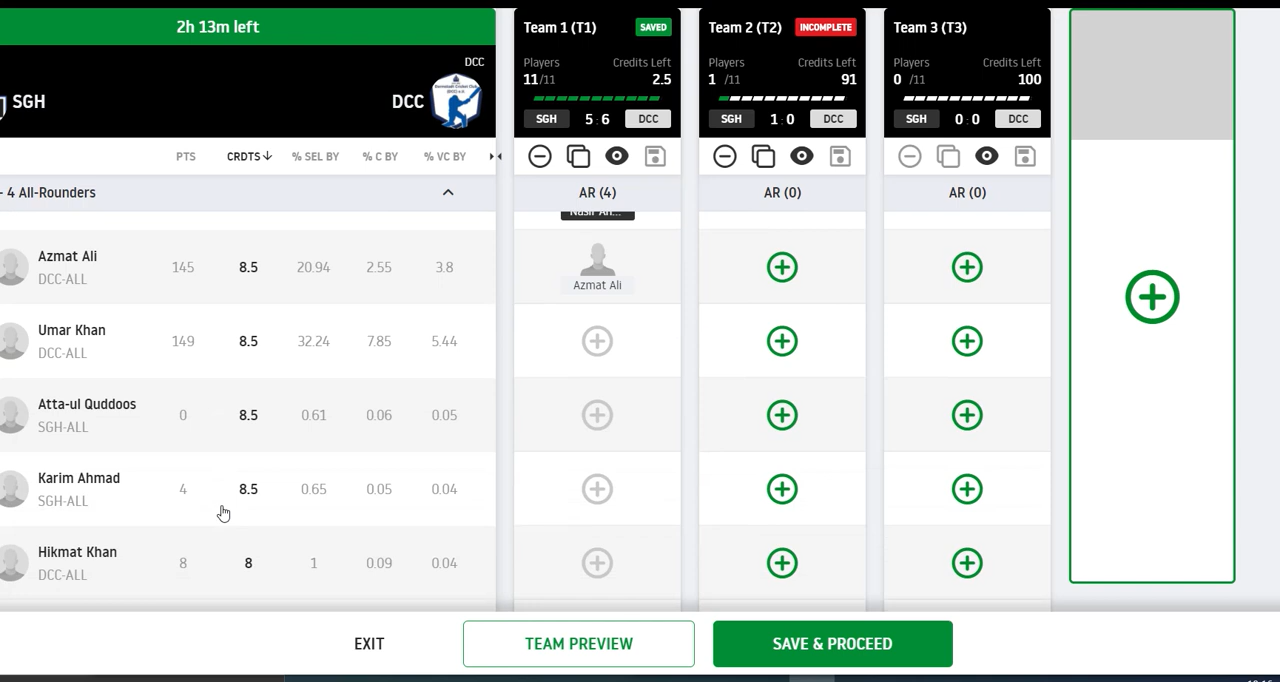 2h 13m left
SGH
DCC
DCC
Team 1 (T1) SAVED
Players Credits Left
11/11 2.5
SGH 5:6 DCC
Team 2 (T2) INCOMPLETE
Players Credits Left
1 /11 91
SGH 1:0 DCC
Team 3 (T3)
Players Credits Left
0 /11 100
SGH 0:0 DCC
PTS CRDTS↓ % SEL BY % C BY % VC BY
- 4 All-Rounders AR (4) AR (0) AR (0)
Azmat Ali
DCC-ALL
145 8.5 20.94 2.55 3.8
Azmat Ali
Umar Khan
DCC-ALL
149 8.5 32.24 7.85 5.44
Atta-ul Quddoos
SGH-ALL
0 8.5 0.61 0.06 0.05
Karim Ahmad
SGH-ALL
4 8.5 0.65 0.05 0.04
Hikmat Khan
DCC-ALL
8 8 1 0.09 0.04
EXIT TEAM PREVIEW SAVE & PROCEED